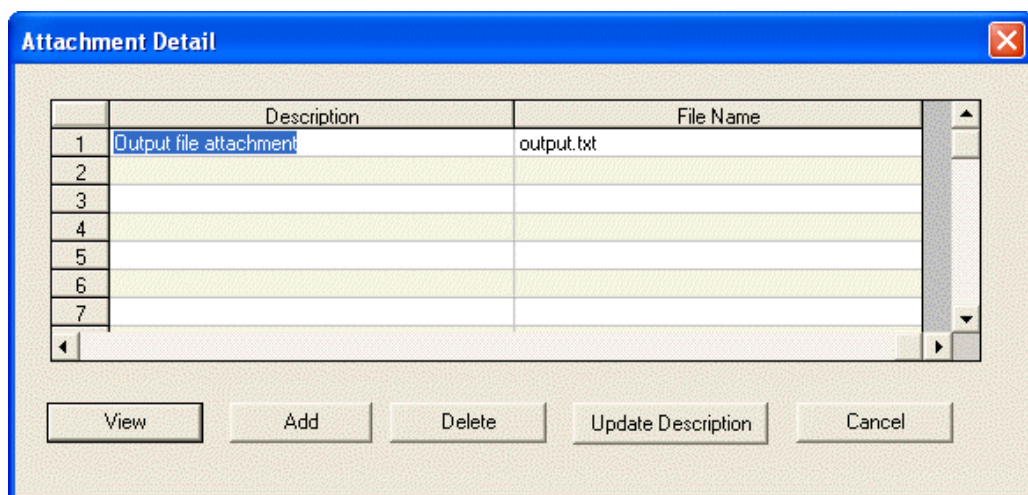 Attachment Detail
Description File Name
1 Output file attachment output.txt
2
3
4
5
6
7
View Add Delete Update Description Cancel